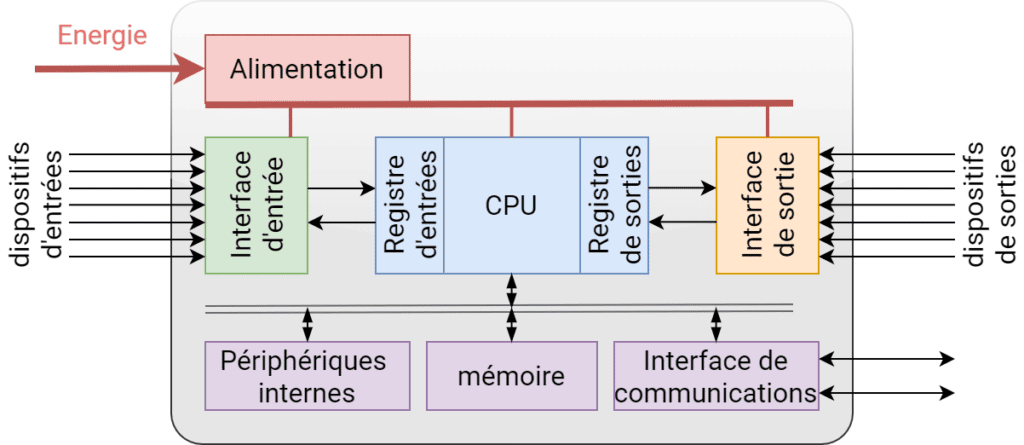 Energie
Alimentation
dispositifs
d'entrées
Interface
d'entrée
Registre
d'entrées
CPU
Registre
de sorties
Interface
de sortie
dispositifs
de sorties
Périphériques
internes
mémoire
Interface de
communications